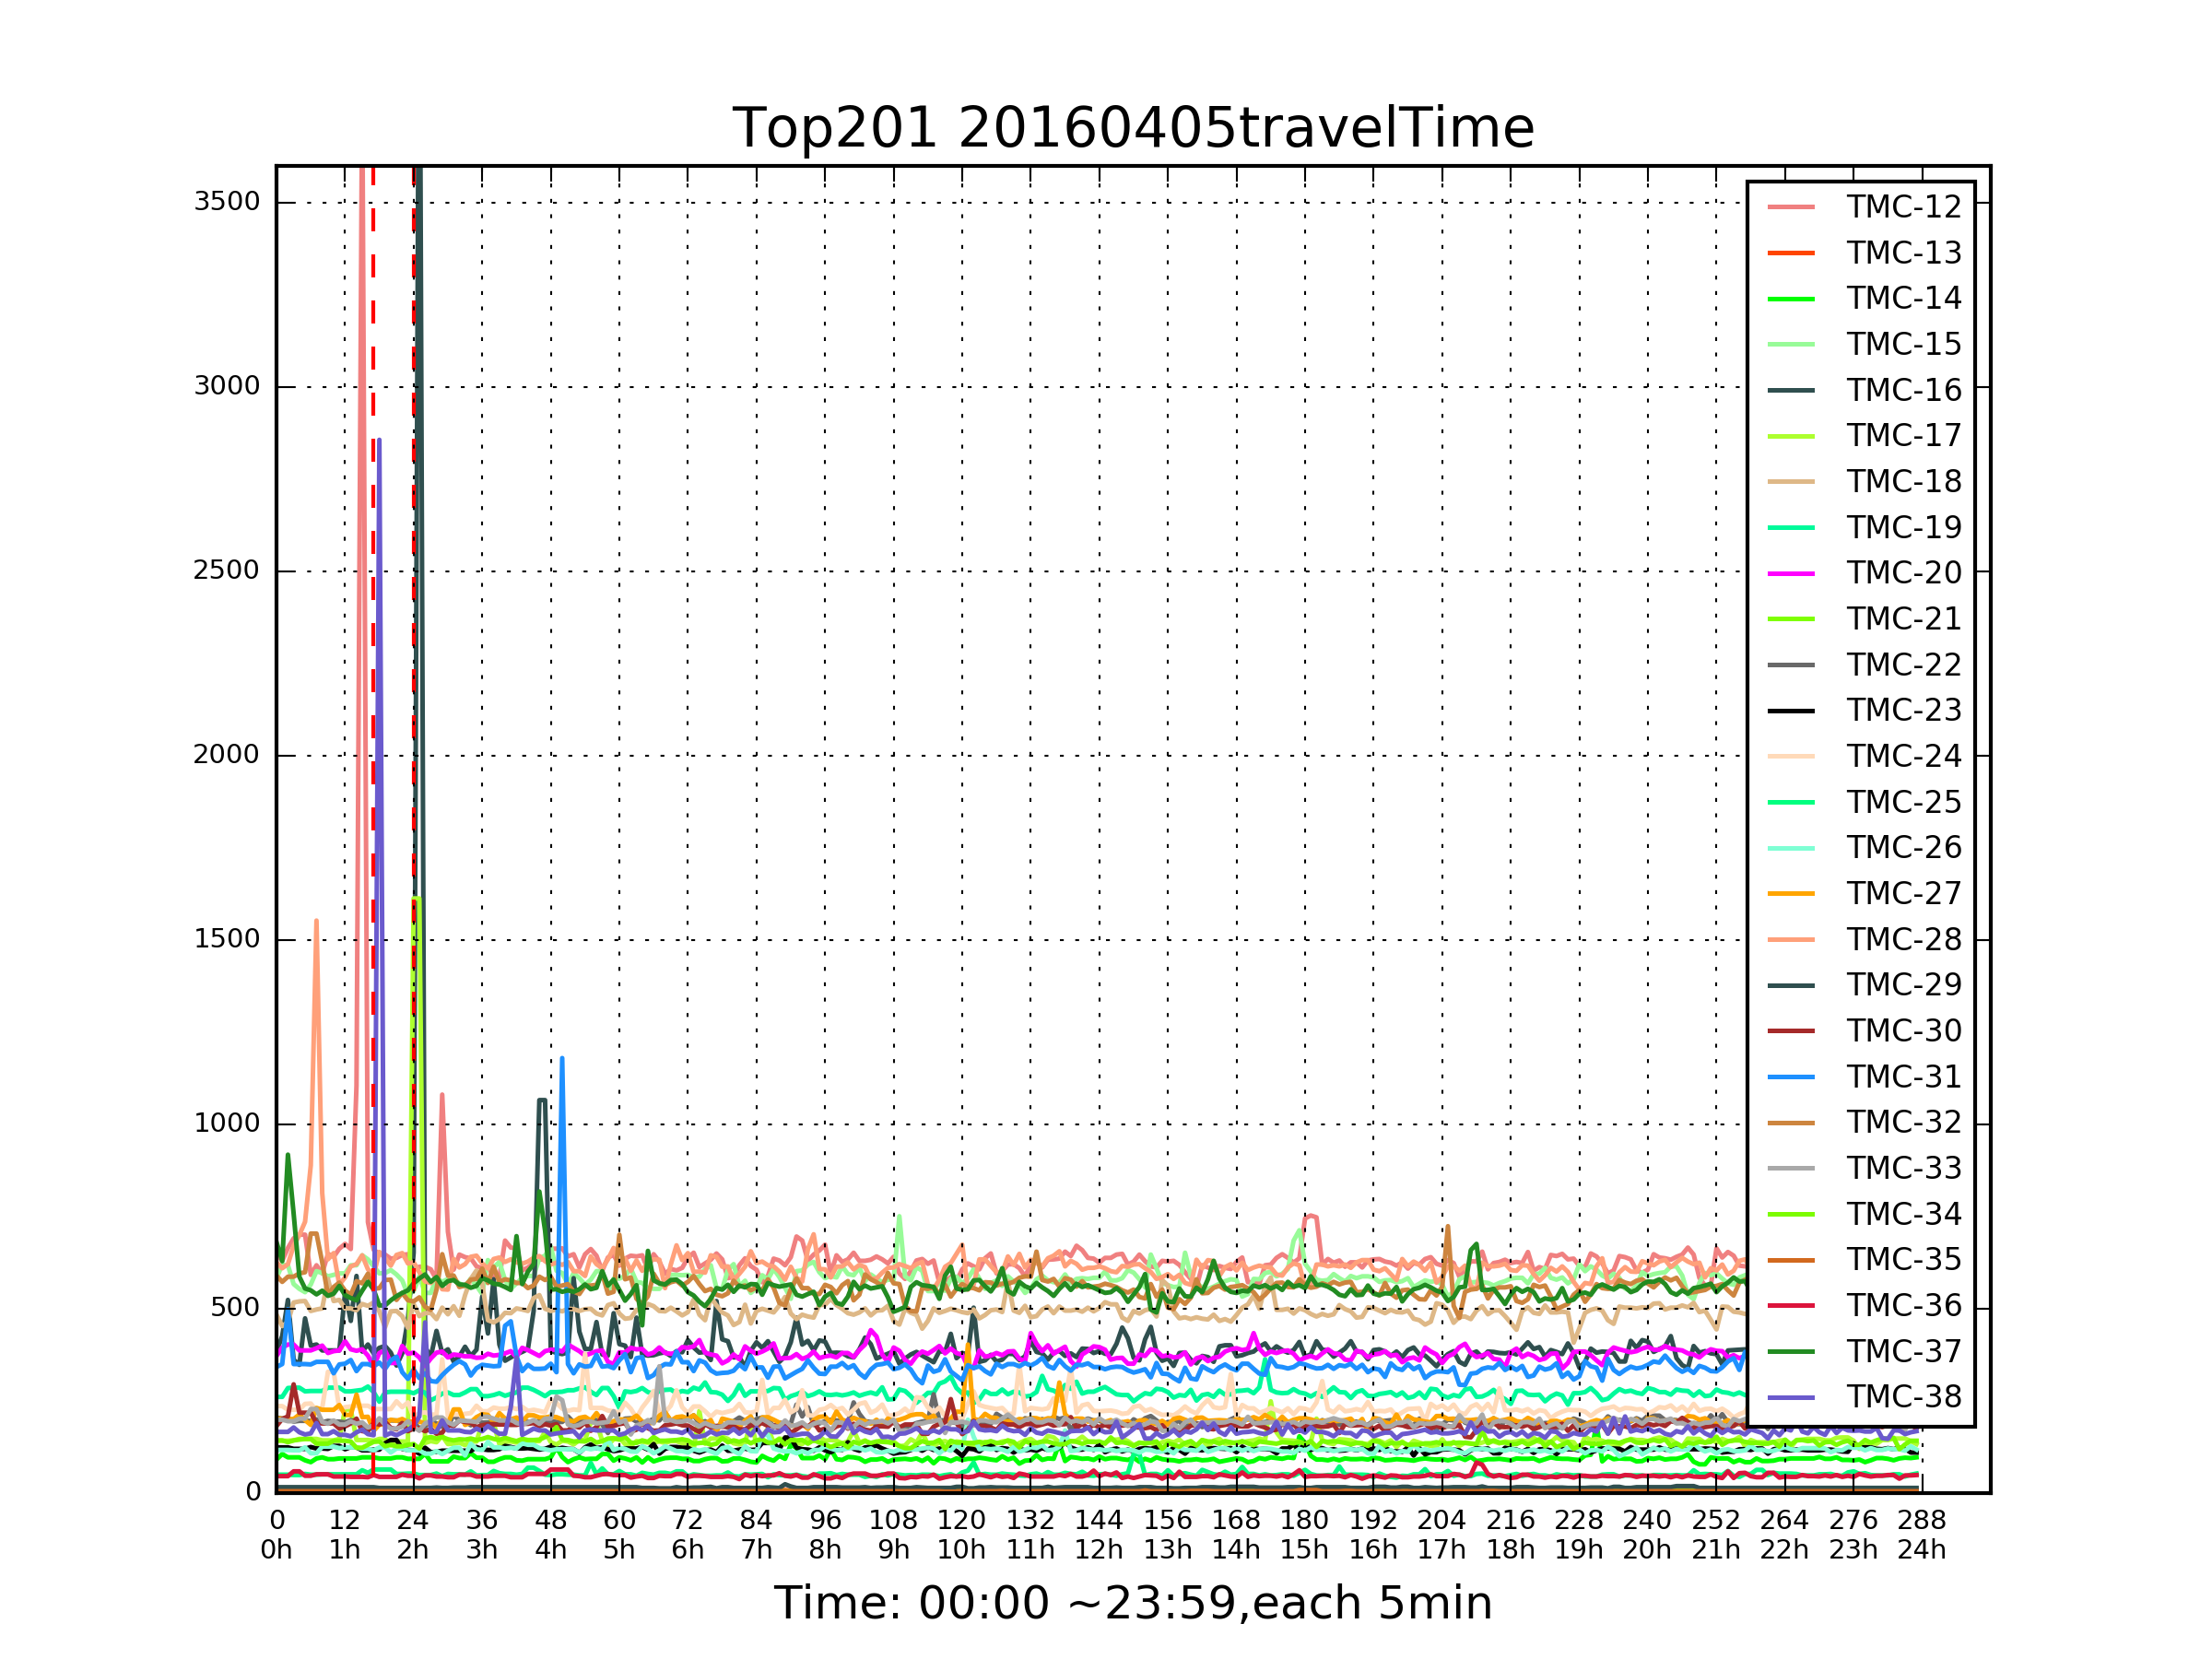 Top201 20160405travelTime
3500
3000
2500
2000
1500
1000
500
0
TMC-12
TMC-13
TMC-14
TMC-15
TMC-16
TMC-17
TMC-18
TMC-19
TMC-20
TMC-21
TMC-22
TMC-23
TMC-24
TMC-25
TMC-26
TMC-27
TMC-28
TMC-29
TMC-30
TMC-31
TMC-32
TMC-33
TMC-34
TMC-35
TMC-36
TMC-37
TMC-38
0 12 24 36 48 60 72 84 96 108 120 132 144 156 168 180 192 204 216 228 240 252 264 276 288
0h 1h 2h 3h 4h 5h 6h 7h 8h 9h 10h 11h 12h 13h 14h 15h 16h 17h 18h 19h 20h 21h 22h 23h 24h
Time: 00:00 ~23:59,each 5min